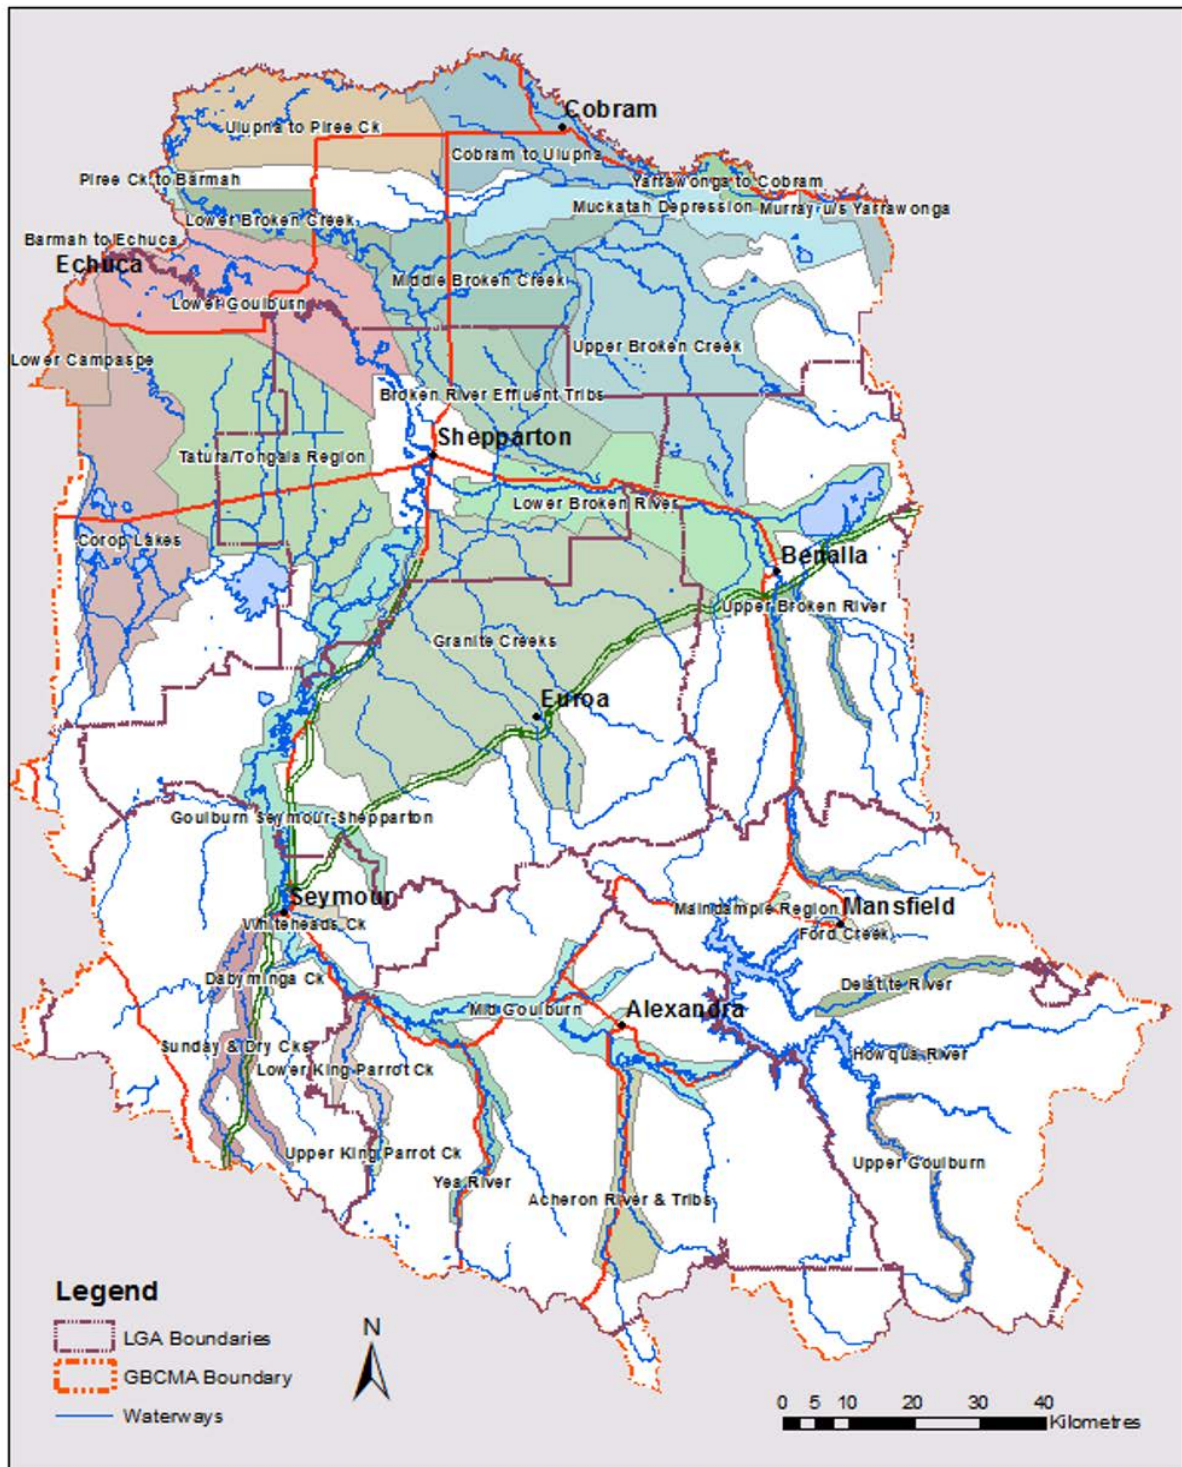 Cobram
Ulupna to Piree Ck
Cobram to Ulupna
Piree Ck to Barmah
Yarrawonga to Cobram
Muckatah Depression
Murray u/s Yarrawonga
Lower Broken Creek
Barmah to Echuca
Echuca
Middle Broken Creek
Lower Goulburn
Upper Broken Creek
Lower Campaspe
Broken River Effluent Tribs
Shepparton
Tatura/Tongala Region
Lower Broken River
Corop Lakes
Benalla
Upper Broken River
Granite Creeks
Euroa
Goulburn Seymour-Shepparton
Seymour
Maindample Region
Mansfield
Whiteheads Ck
Ford Creek
Dabyminga Ck
Delatite River
Mid Goulburn
Alexandra
Sunday & Dry Cks
Howqua River
Lower King Parrot Ck
Upper King Parrot Ck
Upper Goulburn
Yea River
Acheron River & Tribs
Legend
LGA Boundaries
GBCMA Boundary
Waterways
N
0 5 10 20 30 40
Kilometres